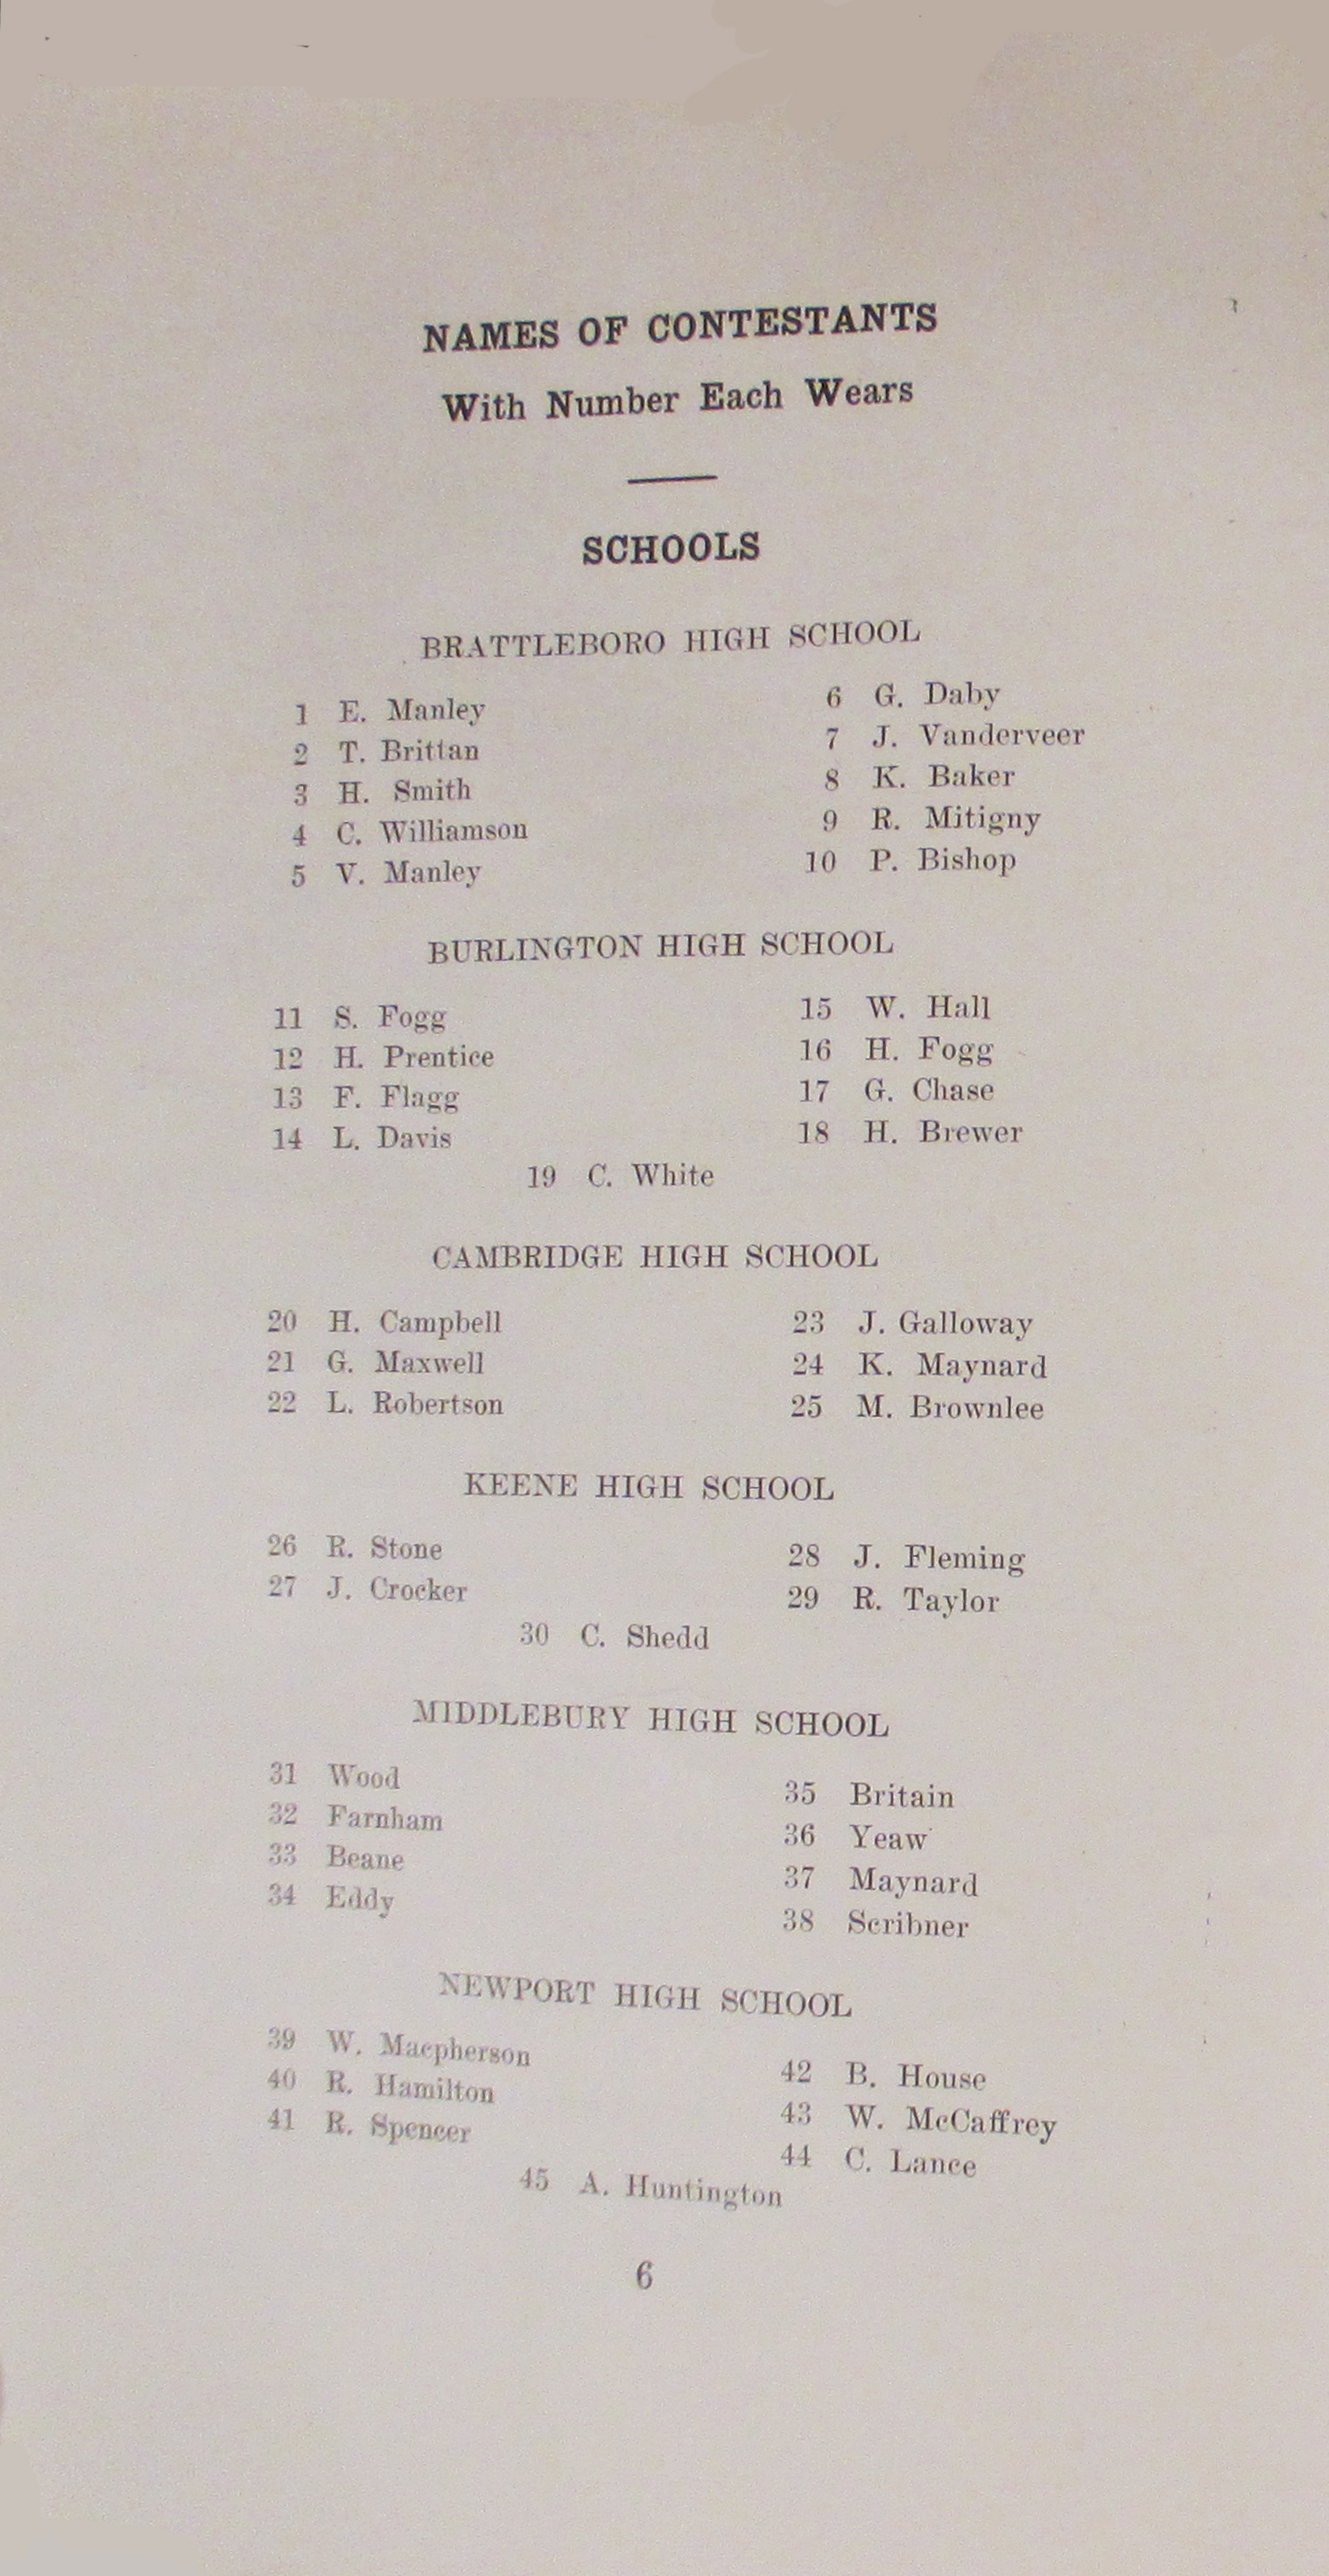 NAMES OF CONTESTANTS
With Number Each Wears
SCHOOLS
BRATTLEBORO HIGH SCHOOL
1 E. Manley
2 T. Brittan
3 H. Smith
4 C. Williamson
5 V. Manley
6 G. Daby
7 J. Vanderveer
8 K. Baker
9 R. Mitigny
10 P. Bishop
BURLINGTON HIGH SCHOOL
11 S. Fogg
12 H. Prentice
13 F. Flagg
14 L. Davis
15 W. Hall
16 H. Fogg
17 G. Chase
18 H. Brewer
19 C. White
CAMBRIDGE HIGH SCHOOL
20 H. Campbell
21 G. Maxwell
22 L. Robertson
23 J. Galloway
24 K. Maynard
25 M. Brownlee
KEENE HIGH SCHOOL
26 R. Stone
27 J. Crocker
28 J. Fleming
29 R. Taylor
30 C. Shedd
MIDDLEBURY HIGH SCHOOL
31 Wood
32 Farnham
33 Beane
34 Eddy
35 Britain
36 Yeaw
37 Maynard
38 Scribner
NEWPORT HIGH SCHOOL
39 W. Macpherson
40 R. Hamilton
41 R. Spencer
42 B. House
43 W. McCaffrey
44 C. Lance
45 A. Huntington
6